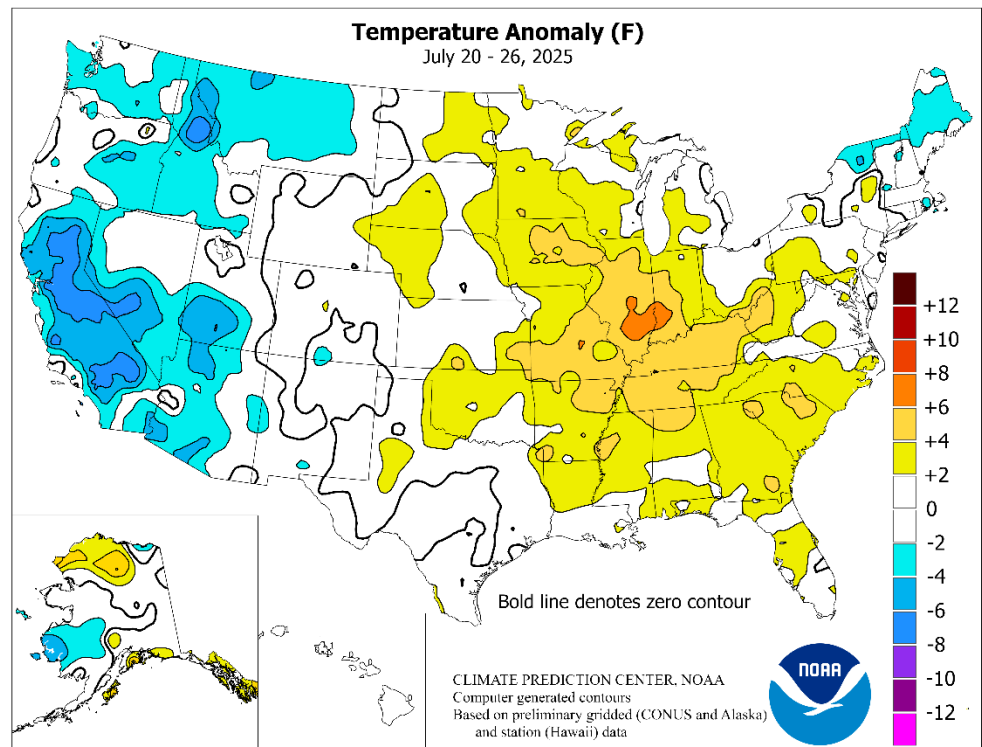 Temperature Anomaly (F)
July 20 - 26, 2025
+12
+10
+8
+6
+4
+2
0
-2
-4
-6
-8
-10
-12
Bold line denotes zero contour
CLIMATE PREDICTION CENTER, NOAA
Computer generated contours
Based on preliminary gridded (CONUS and Alaska)
and station (Hawaii) data
NOAA